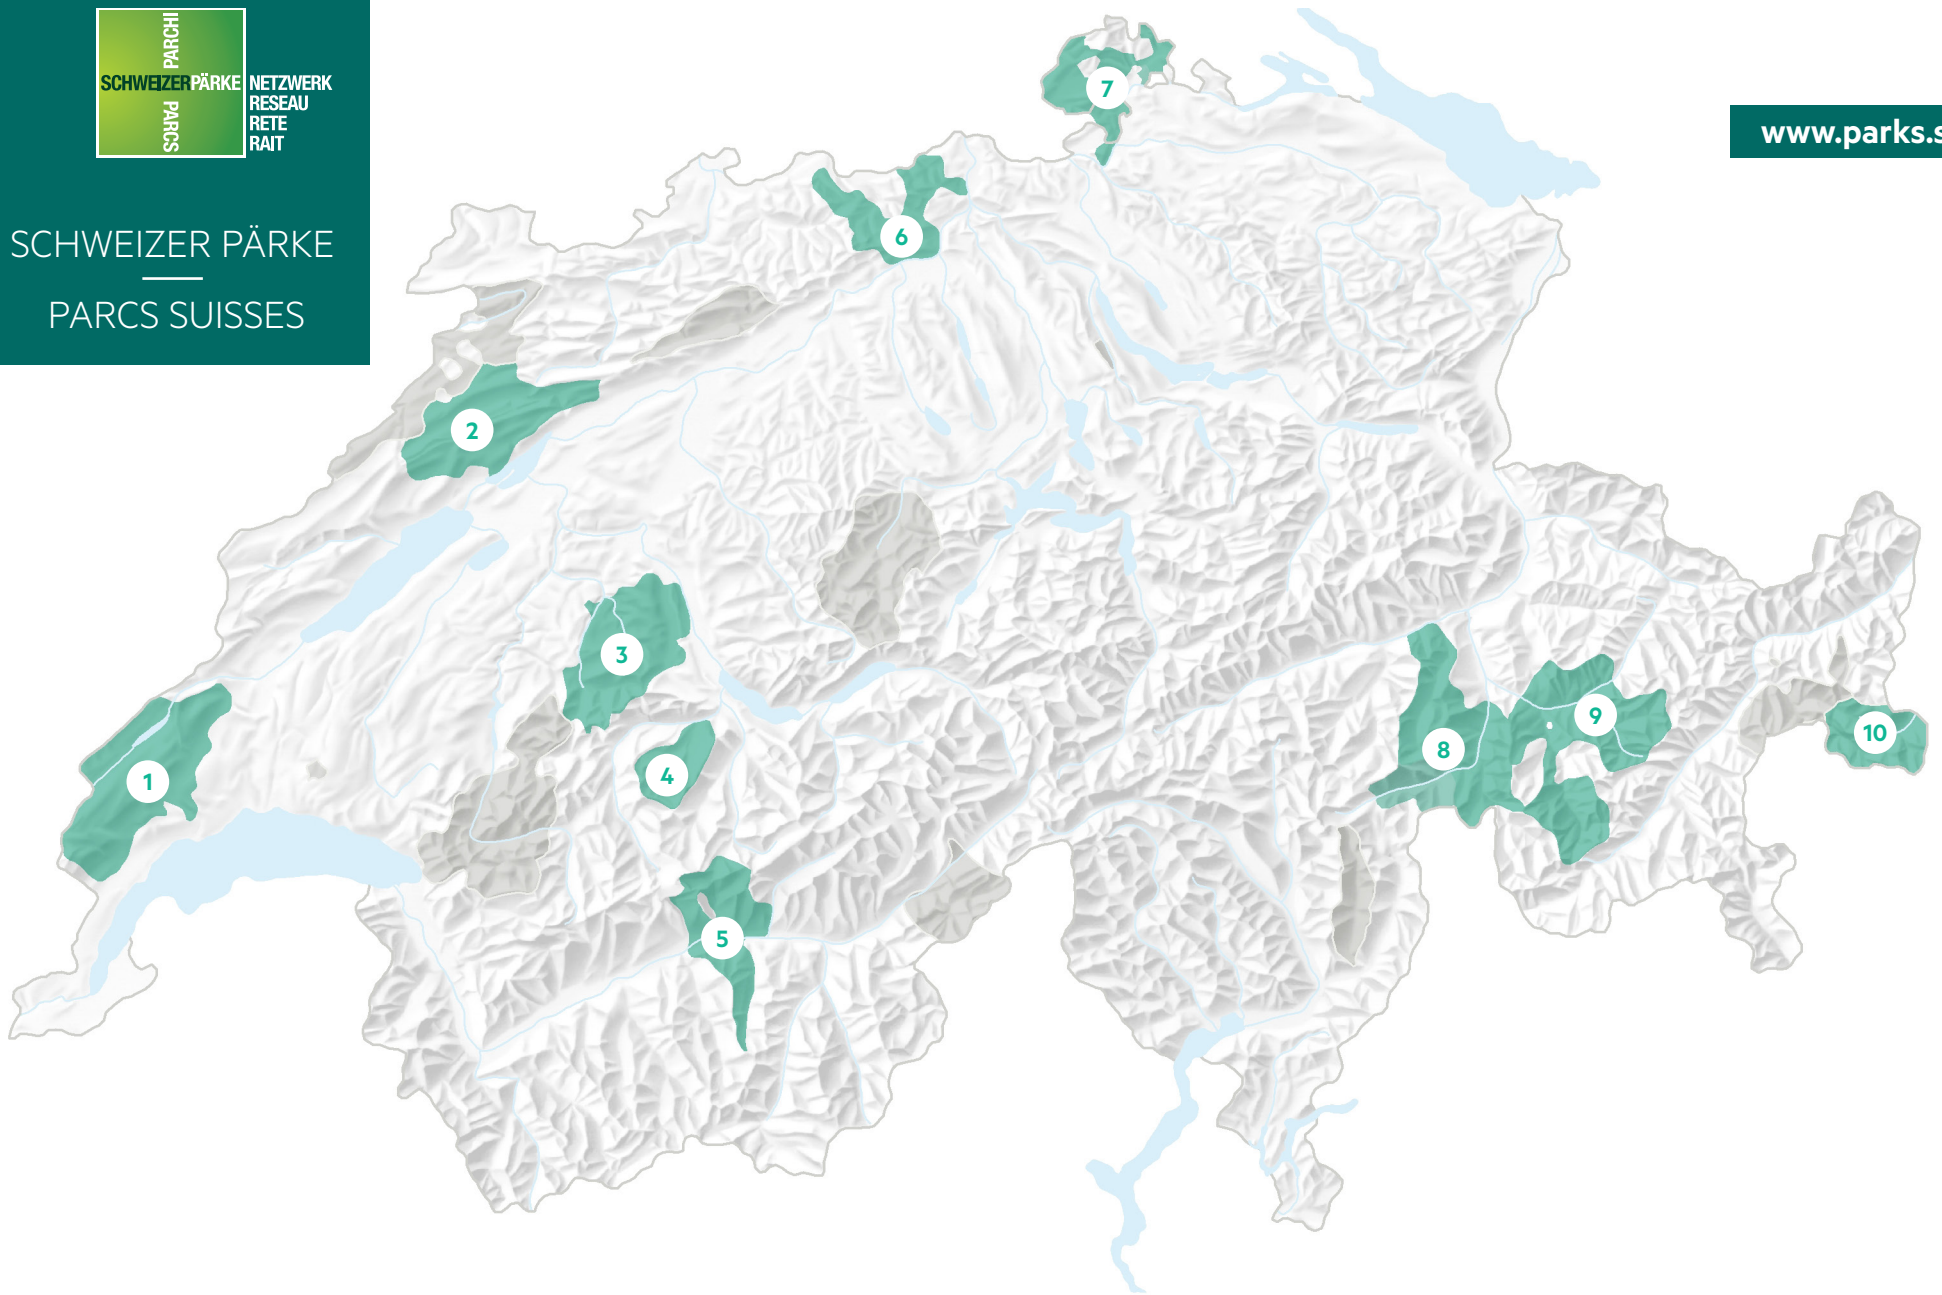 PARCHI
SCHWEIZERPÄRKE
PARCS
NETZWERK
RESEAU
RETE
RAIT
SCHWEIZER PÄRKE
PARCS SUISSES
www.parks.s
7
6
2
3
1
4
5
8
9
10